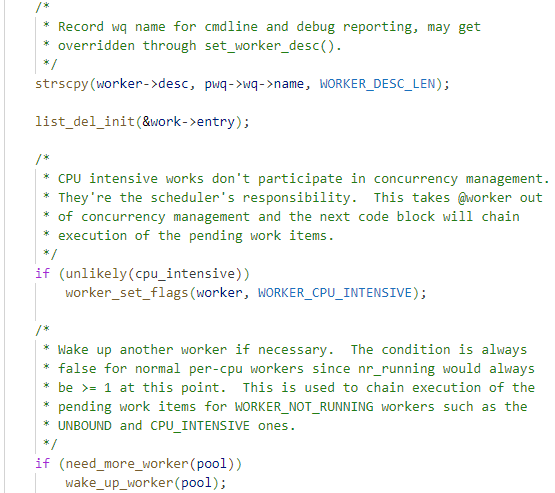 /*
* Record wq name for cmdline and debug reporting, may get
* overridden through set_worker_desc().
*/
strscpy(worker->desc, pwq->wq->name, WORKER_DESC_LEN);
list_del_init(&work->entry);
/*
* CPU intensive works don't participate in concurrency management.
* They're the scheduler's responsibility.  This takes @worker out
* of concurrency management and the next code block will chain
* execution of the pending work items.
*/
if (unlikely(cpu_intensive))
worker_set_flags(worker, WORKER_CPU_INTENSIVE);
/*
* Wake up another worker if necessary.  The condition is always
* false for normal per-cpu workers since nr_running would always
* be >= 1 at this point.  This is used to chain execution of the
* pending work items for WORKER_NOT_RUNNING workers such as the
* UNBOUND and CPU_INTENSIVE ones.
*/
if (need_more_worker(pool))
wake_up_worker(pool);